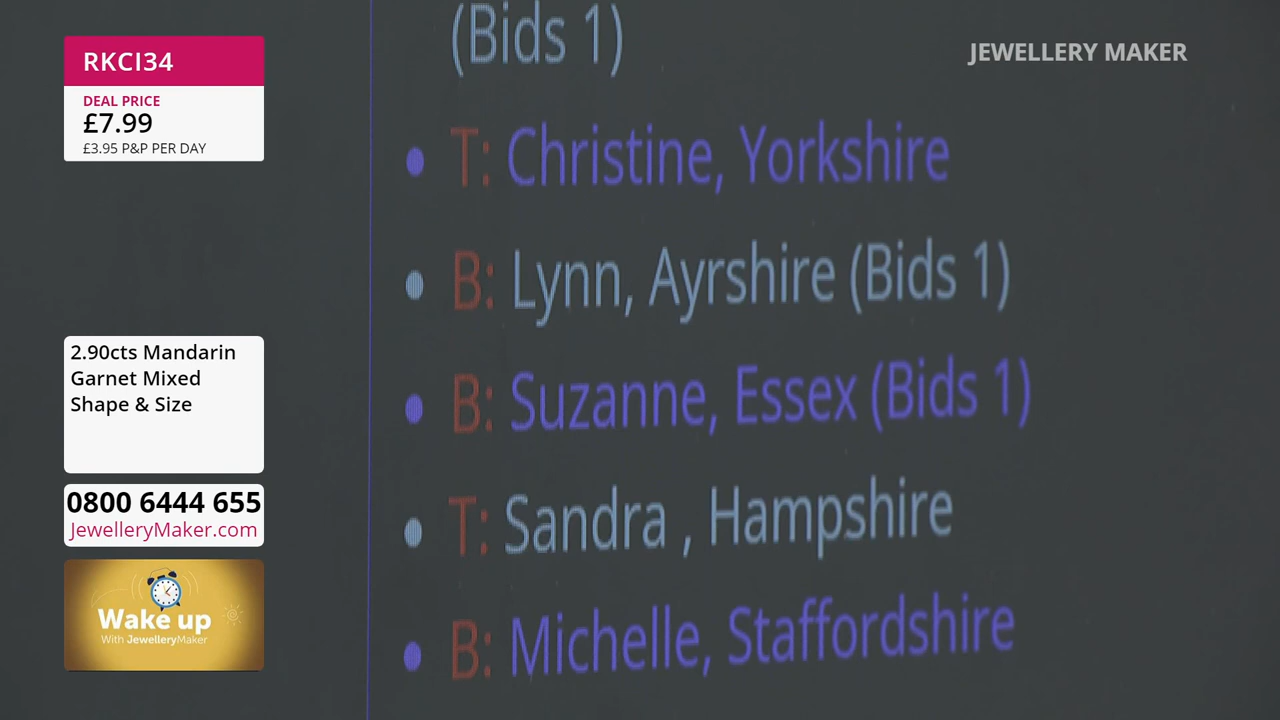 RKCI34
DEAL PRICE
£7.99
£3.95 P&P PER DAY
2.90cts Mandarin
Garnet Mixed
Shape & Size
0800 6444 655
JewelleryMaker.com
Wake up
With JewelleryMaker
JEWELLERY MAKER
(Bids 1)
• T: Christine, Yorkshire
• B: Lynn, Ayrshire (Bids 1)
• B: Suzanne, Essex (Bids 1)
• T: Sandra , Hampshire
• B: Michelle, Staffordshire